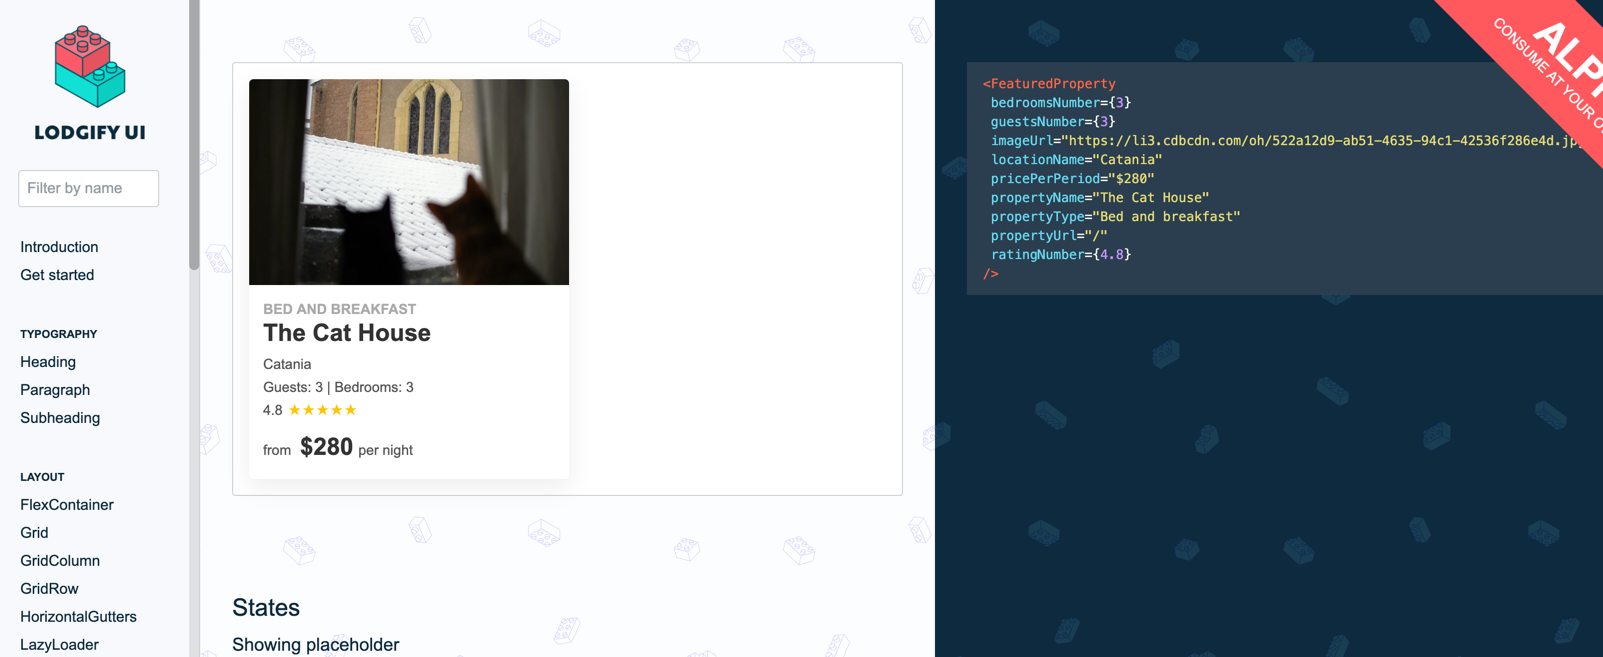 LODGIFY UI
Filter by name
Introduction
Get started
TYPOGRAPHY
Heading
Paragraph
Subheading
LAYOUT
FlexContainer
Grid
GridColumn
GridRow
HorizontalGutters
LazyLoader
BED AND BREAKFAST
The Cat House
Catania
Guests: 3 | Bedrooms: 3
4.8 ★★★★★
from $280 per night
States
Showing placeholder
<FeaturedProperty
bedroomsNumber={3}
guestsNumber={3}
imageUrl="https://li3.cdbcdn.com/oh/522a12d9-ab51-4635-94c1-42536f286e4d.jp
locationName="Catania"
pricePerPeriod="$280"
propertyName="The Cat House"
propertyType="Bed and breakfast"
propertyUrl="/"
ratingNumber={4.8}
/>
ALP
CONSUME AT YOUR O